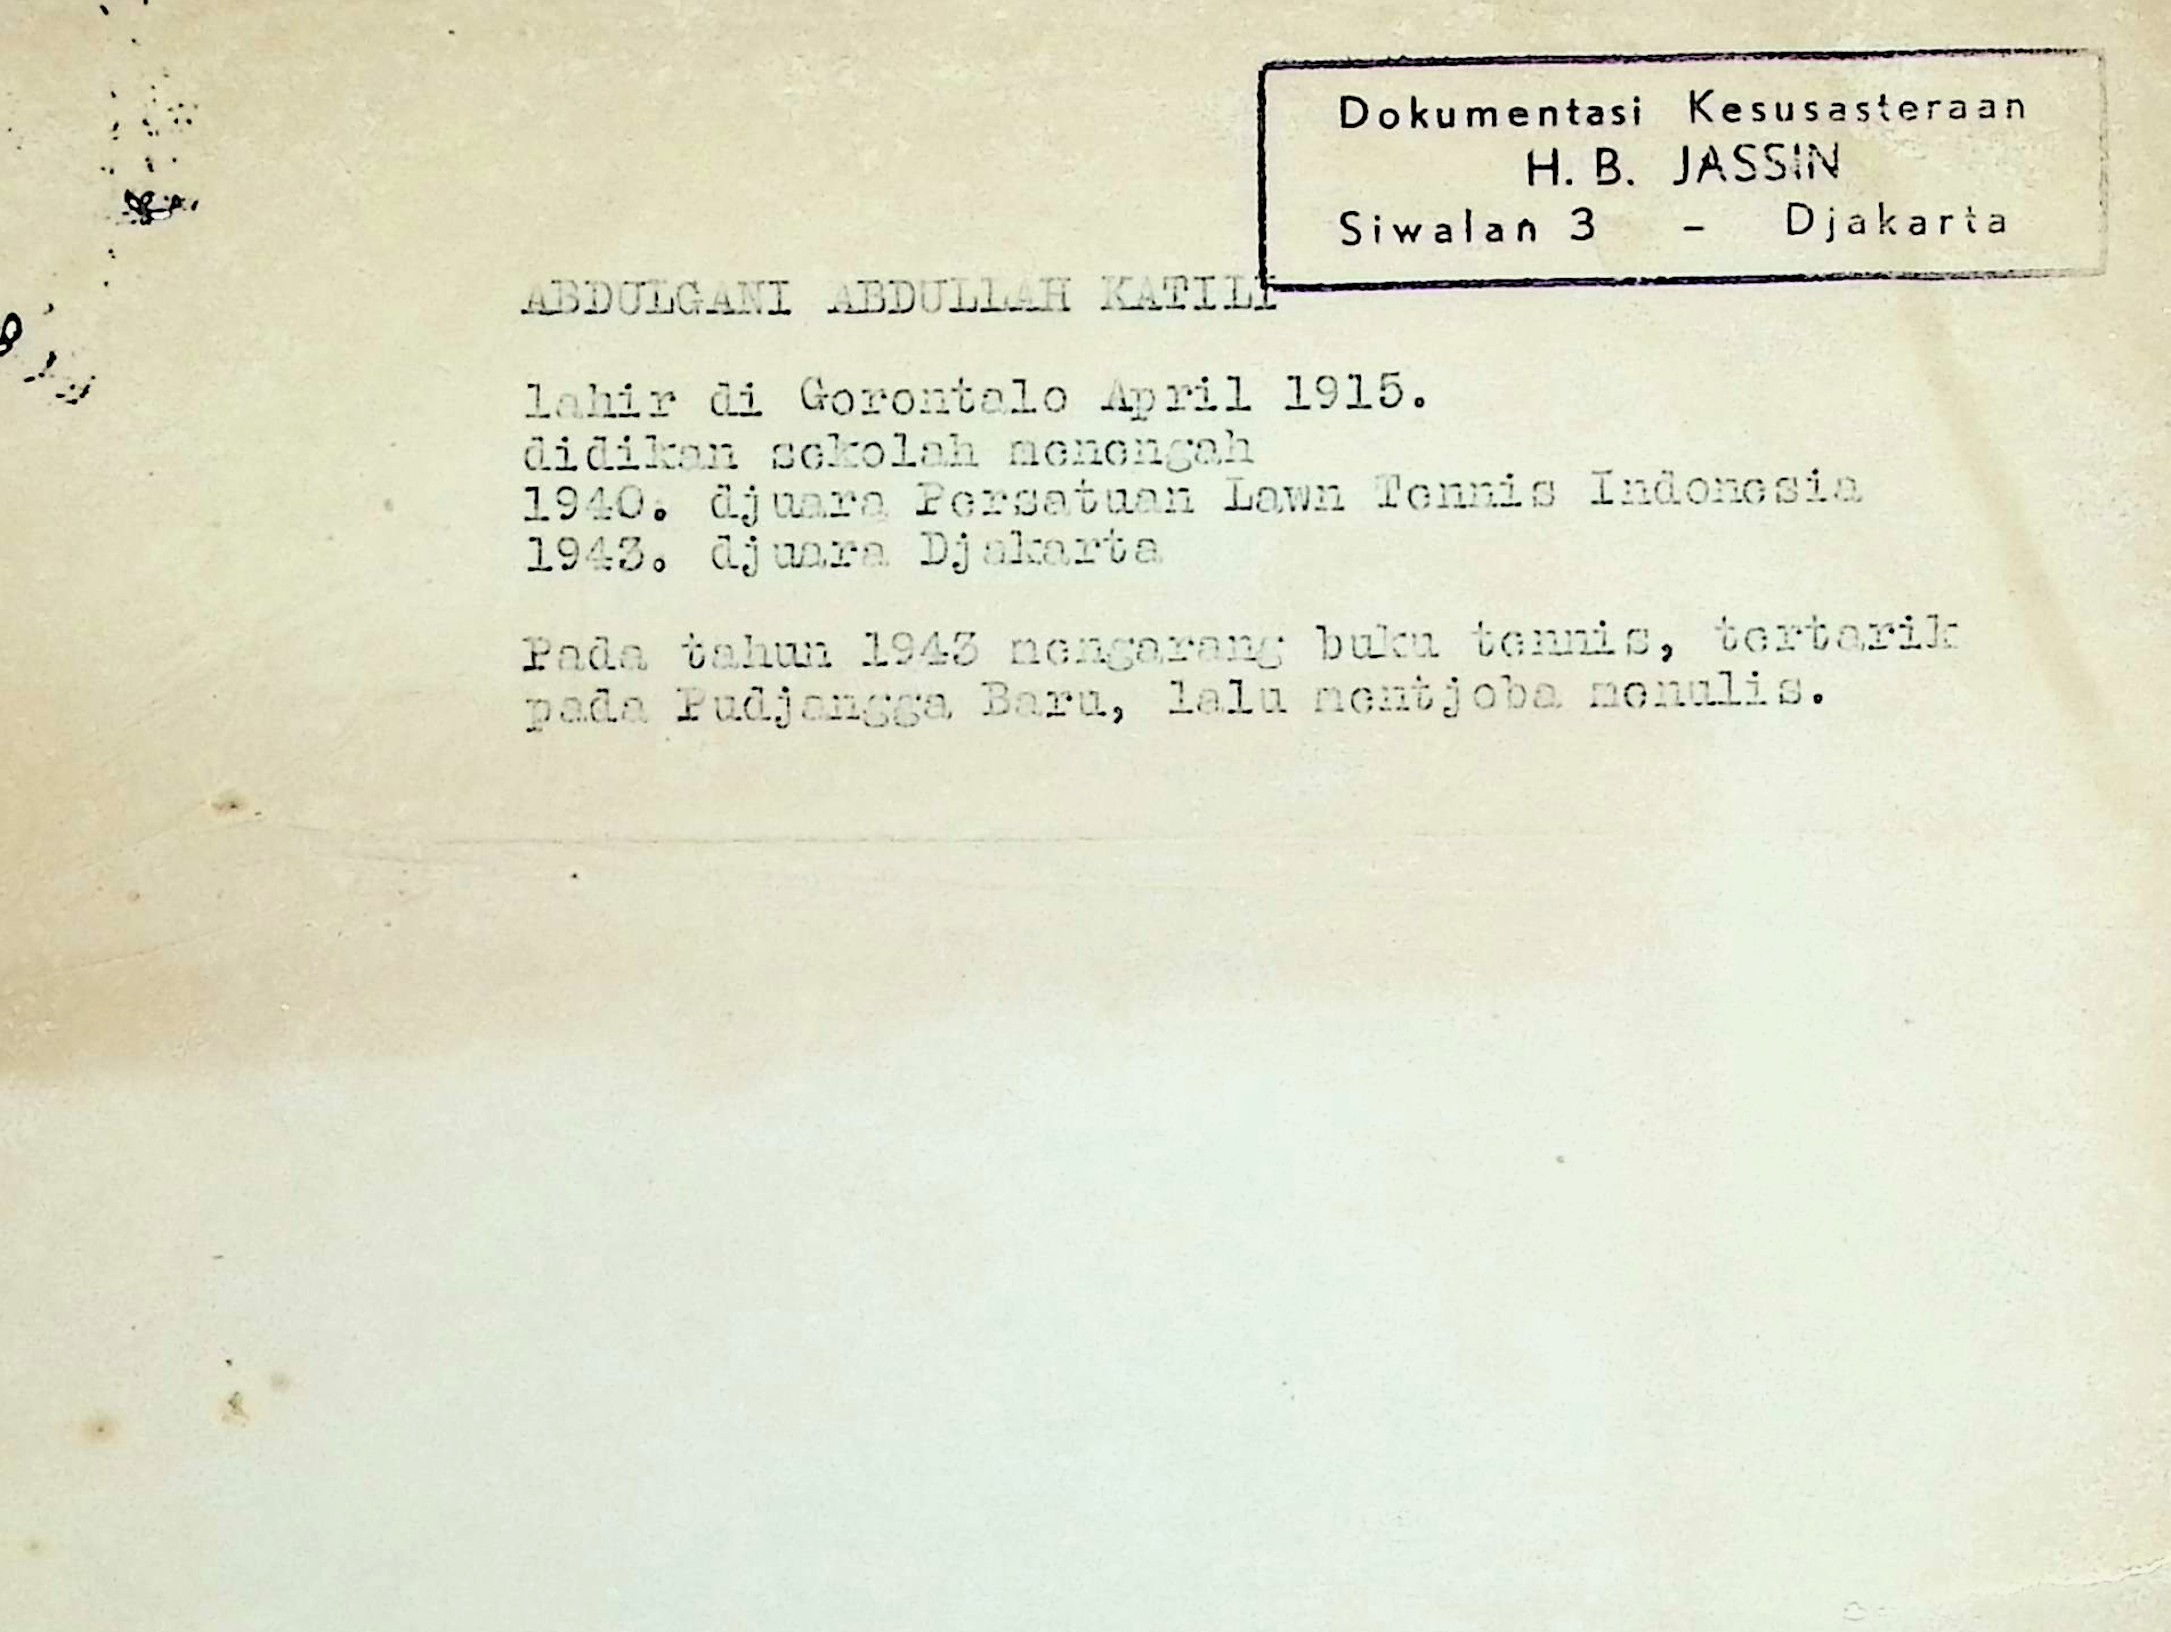 Dokumentasi Kesusasteraan
H. B. JASSIN
Siwalan 3 - Djakarta
ABDULGANI ABDULLAH KATILI
lahir di Gorontalo April 1915.
didikan sekolah menengah
1940. djuara Persatuan Lawn Tennis Indonesia
1943. djuara Djakarta
Pada tahun 1943 mengarang buku tennis, tertarik
pada Pudjangga Baru, lalu mentjoba menulis.